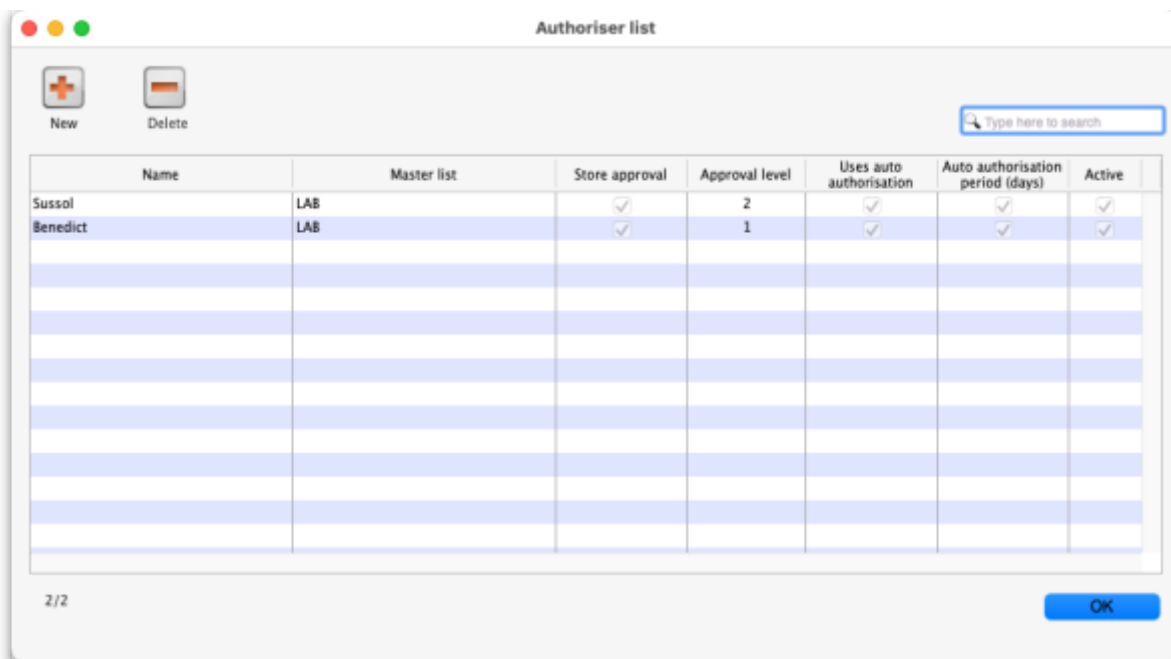 Authoriser list
New Delete
Type here to search
Name Master list Store approval Approval level Uses auto authorisation Auto authorisation period (days) Active
Sussol LAB 2
Benedict LAB 1
2/2 OK